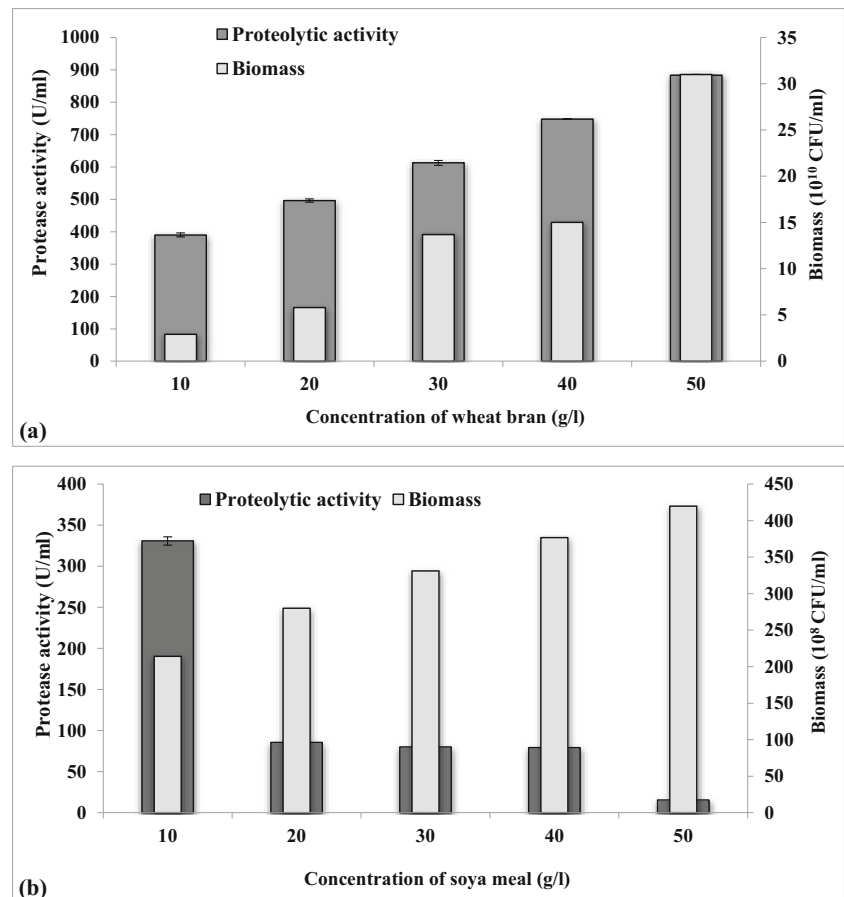 Proteolytic activity
Biomass
Protease activity (U/ml)
1000
900
800
700
600
500
400
300
200
100
0
35
30
25
20
15
10
5
0
Biomass (10¹⁰ CFU/ml)
10 20 30 40 50
Concentration of wheat bran (g/l)
(a)
Proteolytic activity Biomass
Protease activity (U/ml)
400
350
300
250
200
150
100
50
0
450
400
350
300
250
200
150
100
50
0
Biomass (10⁸ CFU/ml)
10 20 30 40 50
Concentration of soya meal (g/l)
(b)